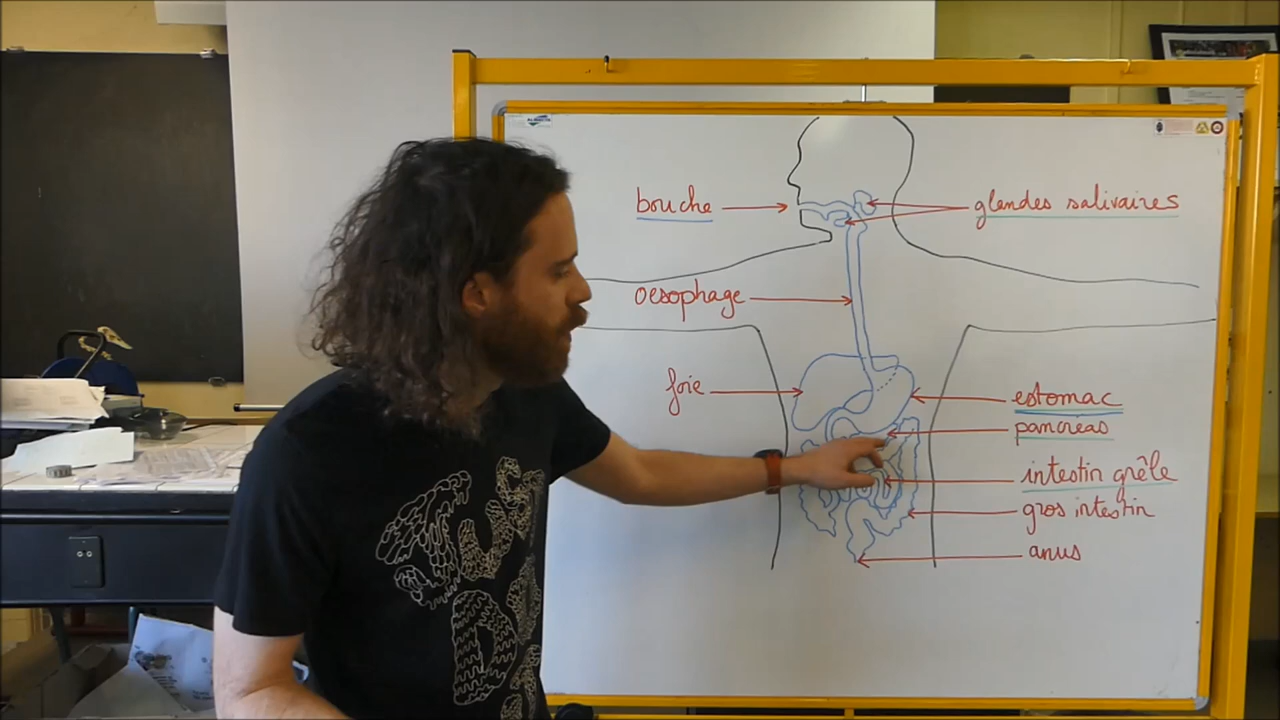 bouche
glandes salivaires
oesophage
foie
estomac
pancreas
intestin grêle
gros intestin
anus